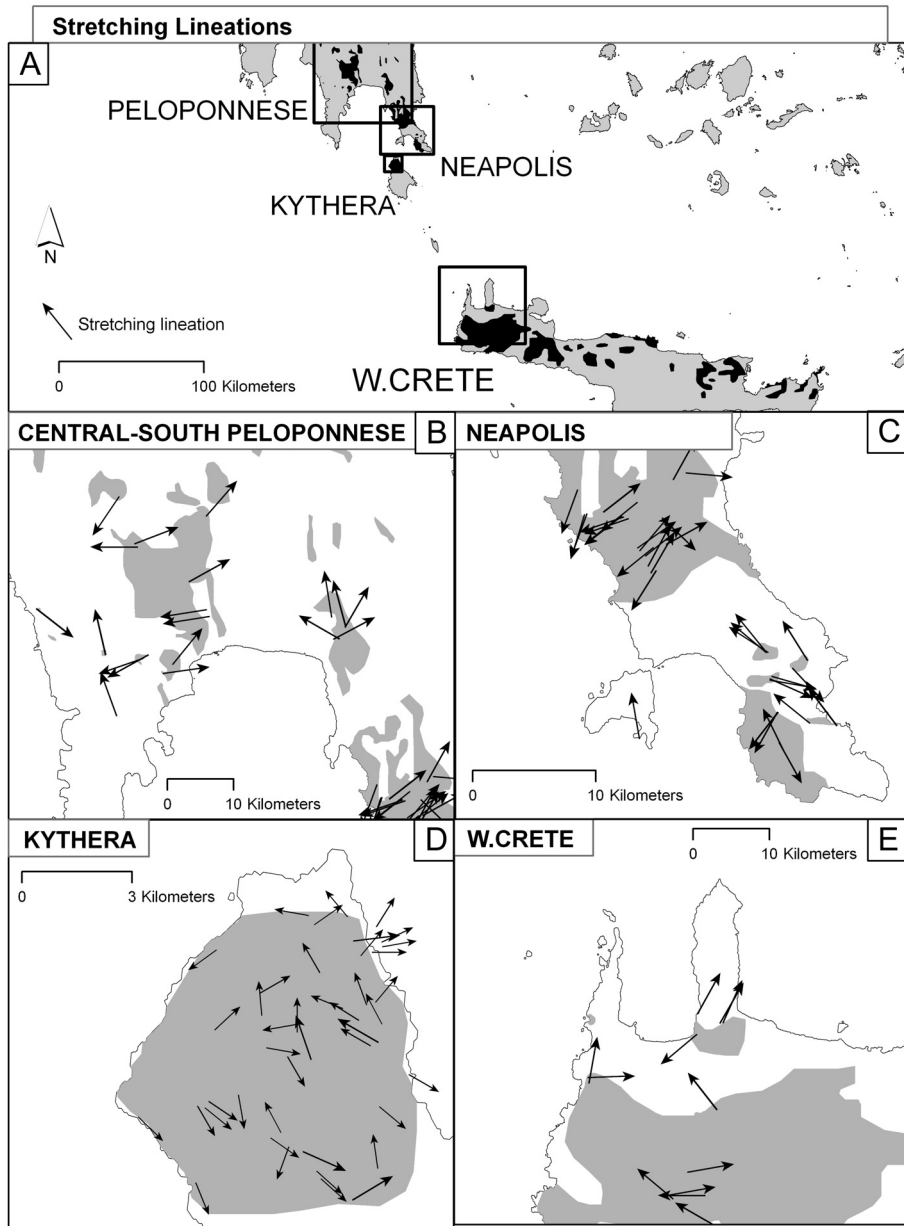 Stretching Lineations
A
PELOPONNESE
NEAPOLIS
KYTHERA
N
Stretching lineation
0 100 Kilometers
W.CRETE
CENTRAL-SOUTH PELOPONNESE B
0 10 Kilometers
NEAPOLIS C
0 10 Kilometers
KYTHERA D
0 3 Kilometers
W.CRETE E
0 10 Kilometers